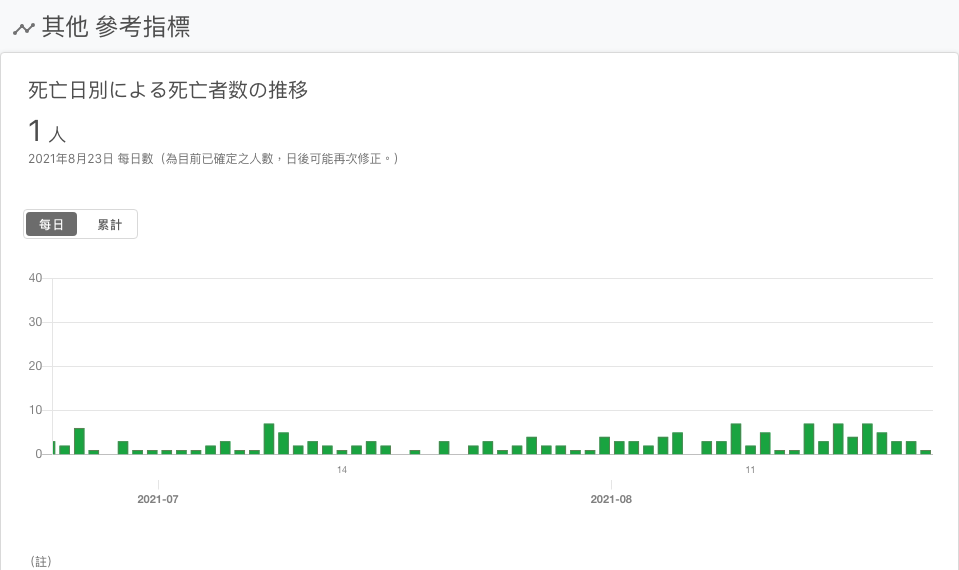 其他 參考指標
死亡日別による死亡者数の推移
1 人
2021年8月23日 每日數（為目前已確定之人數，日後可能再次修正。）
每日 累計
40
30
20
10
0
14 11
2021-07 2021-08
（註）